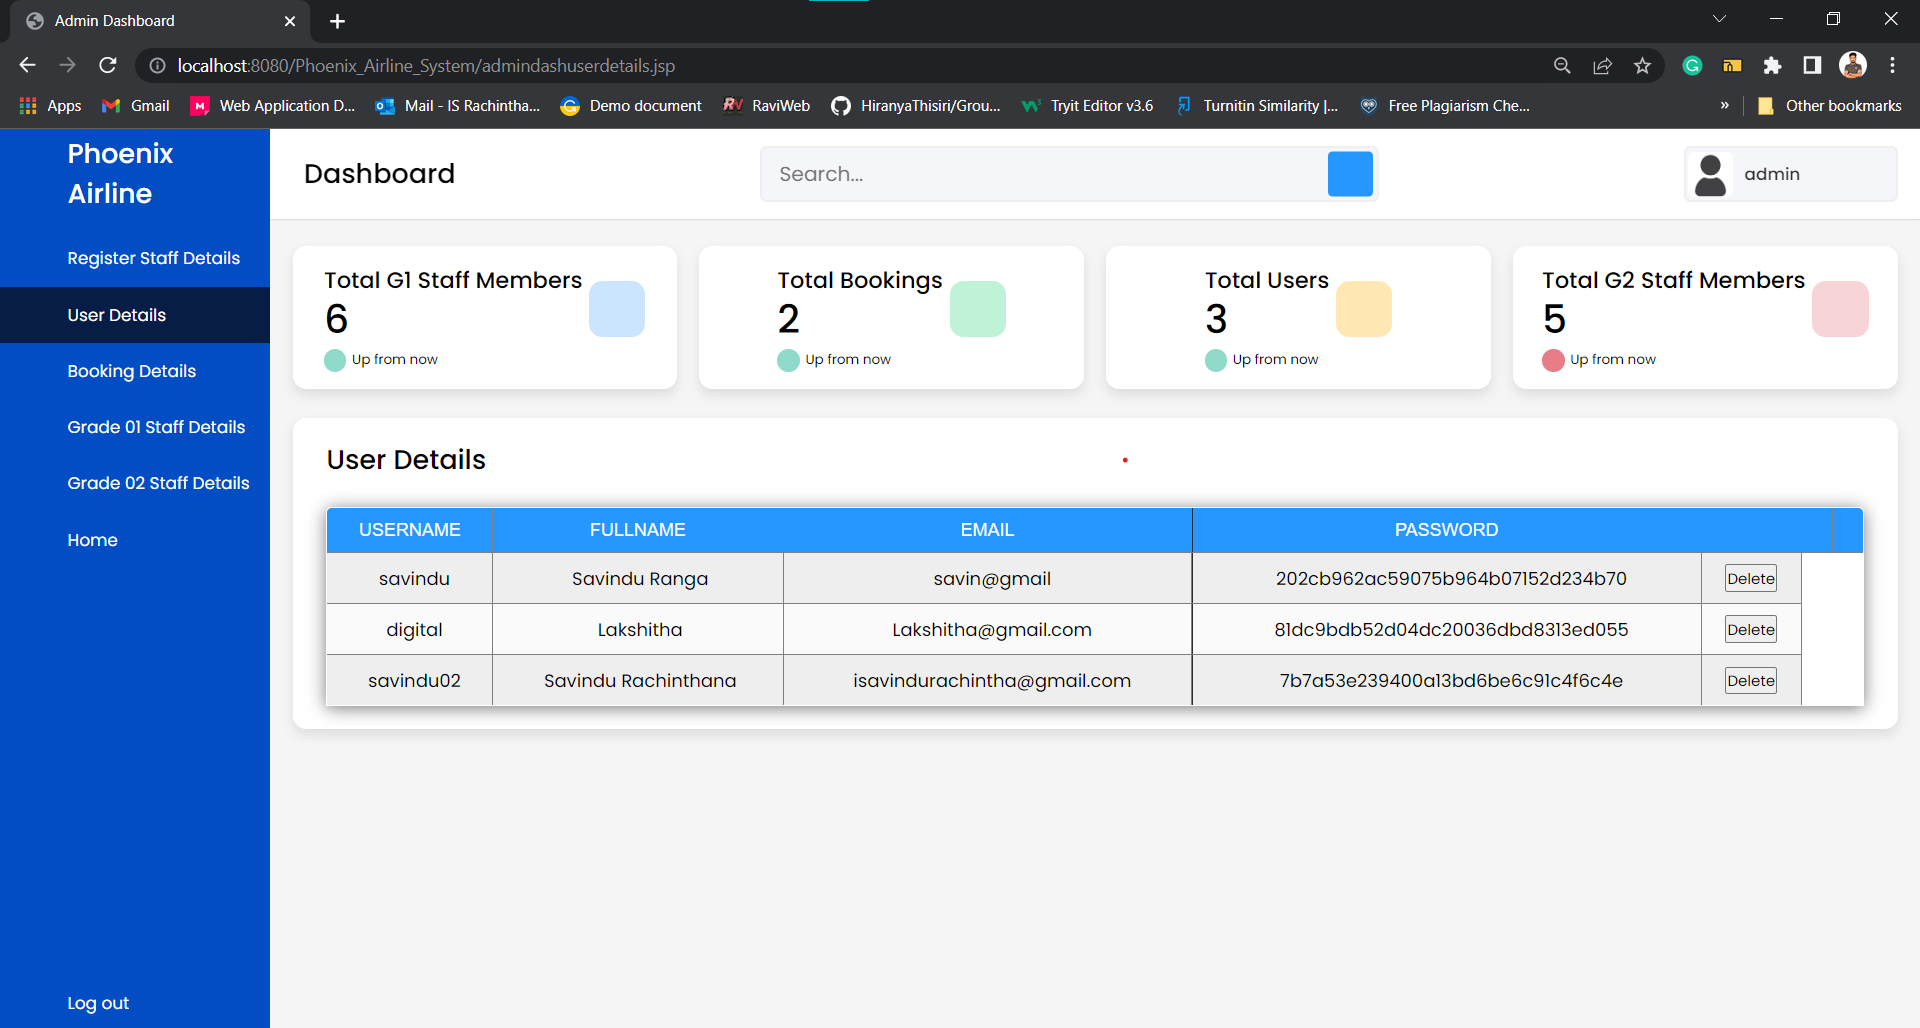 Admin Dashboard
localhost:8080/Phoenix_Airline_System/admindashuserdetails.jsp
Apps Gmail Web Application D... Mail - IS Rachintha... Demo document RaviWeb HiranyaThisiri/Grou... Tryit Editor v3.6 Turnitin Similarity |... Free Plagiarism Che... » Other bookmarks
Phoenix
Airline
Register Staff Details
User Details
Booking Details
Grade 01 Staff Details
Grade 02 Staff Details
Home
Log out
Dashboard
Search...
admin
Total G1 Staff Members
6
Up from now
Total Bookings
2
Up from now
Total Users
3
Up from now
Total G2 Staff Members
5
Up from now
User Details
USERNAME FULLNAME EMAIL PASSWORD
savindu Savindu Ranga savin@gmail 202cb962ac59075b964b07152d234b70 Delete
digital Lakshitha Lakshitha@gmail.com 81dc9bdb52d04dc20036dbd8313ed055 Delete
savindu02 Savindu Rachinthana isavindurachintha@gmail.com 7b7a53e239400a13bd6be6c91c4f6c4e Delete